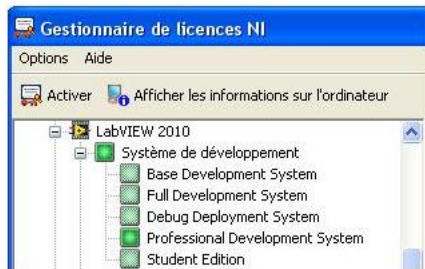 Gestionnaire de licences NI
Options Aide
Activer Afficher les informations sur l'ordinateur
LabVIEW 2010
Système de développement
Base Development System
Full Development System
Debug Deployment System
Professional Development System
Student Edition